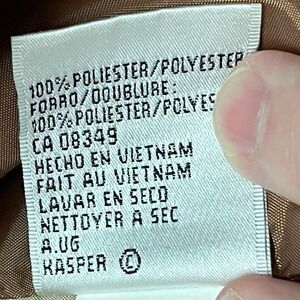 100% POLIESTER/POLYESTER
FORRO/DOUBLURE:
100% POLIESTER/POLYES
CA 08349
HECHO EN VIETNAM
FAIT AU VIETNAM
LAVAR EN SECO
NETTOYER A SEC
A.UG
KASPER ©